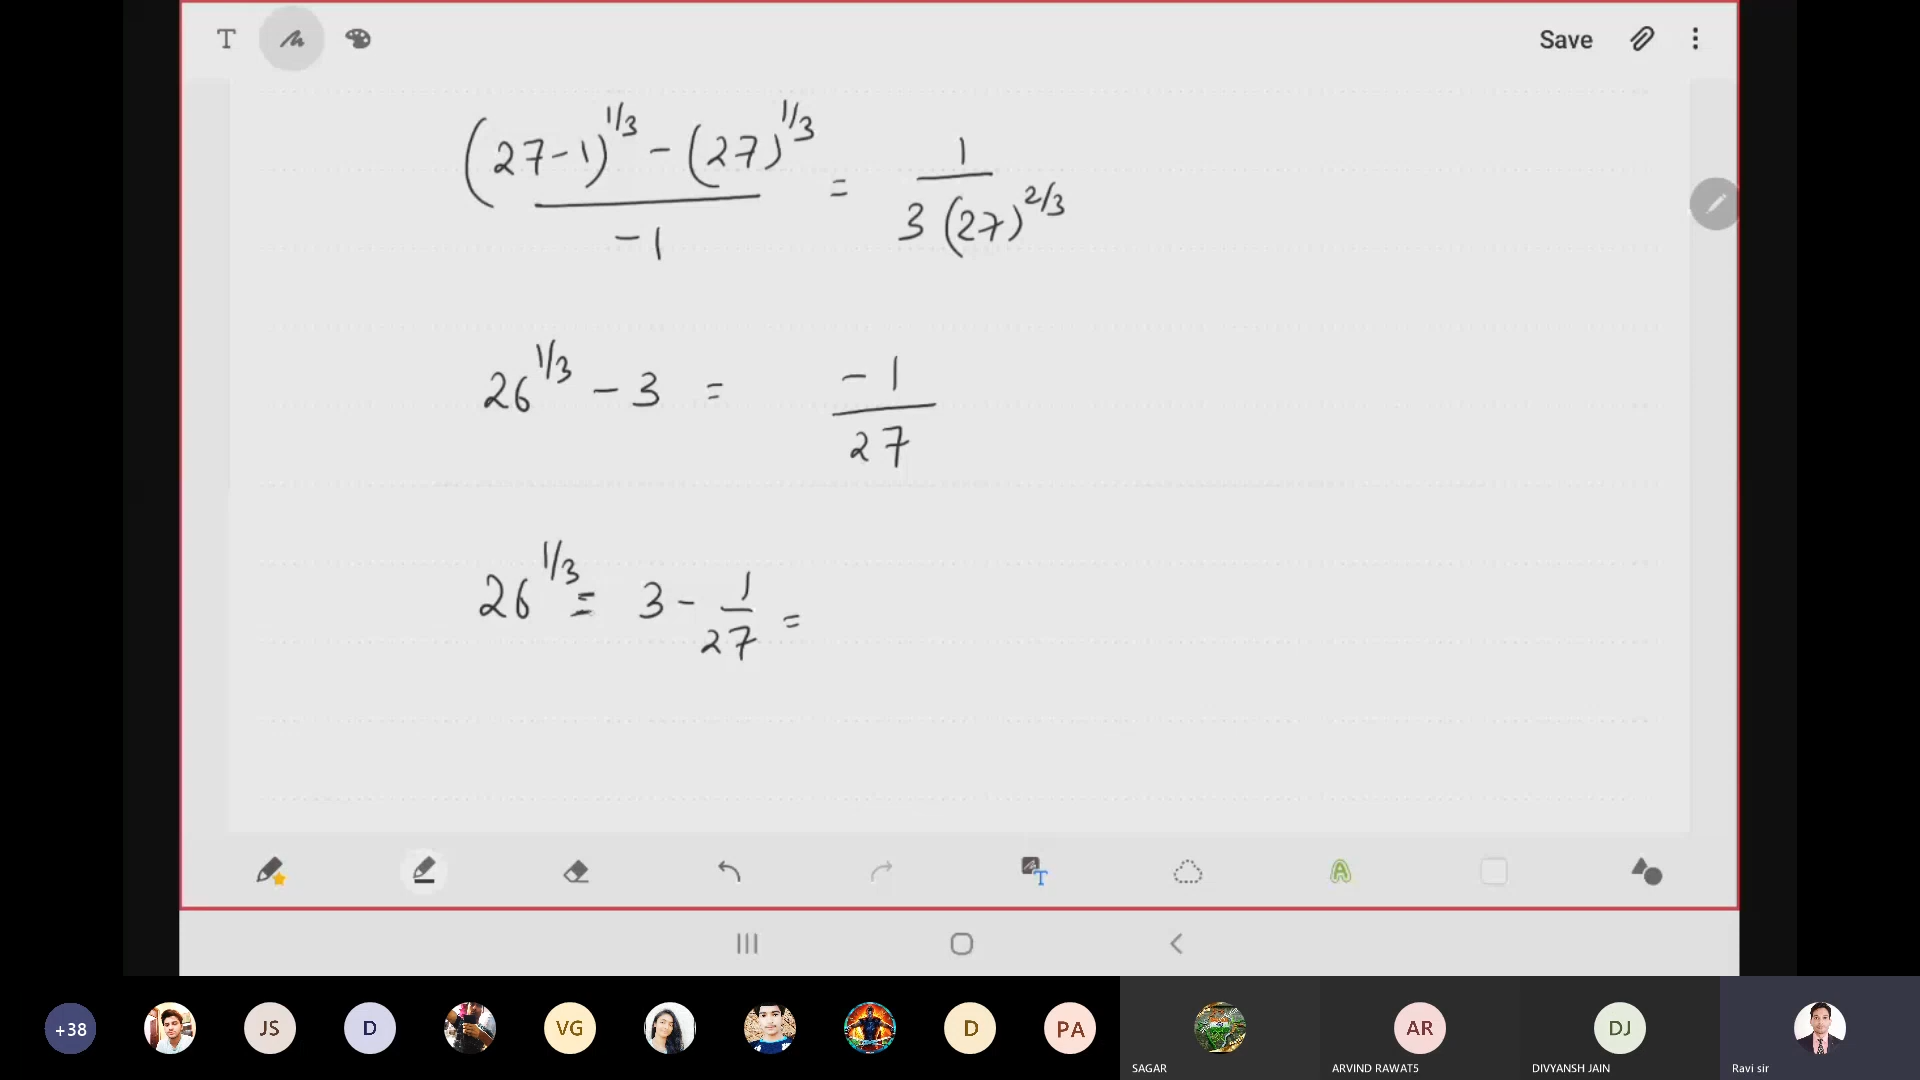 T Save
((27-1)^{1/3} - (27)^{1/3}) / -1 = 1 / 3(27)^{2/3}
26^{1/3} - 3 = -1/27
26^{1/3} = 3 - 1/27 =
T A
+38 JS D VG D PA AR DJ
SAGAR ARVIND RAWAT5 DIVYANSH JAIN Ravi sir